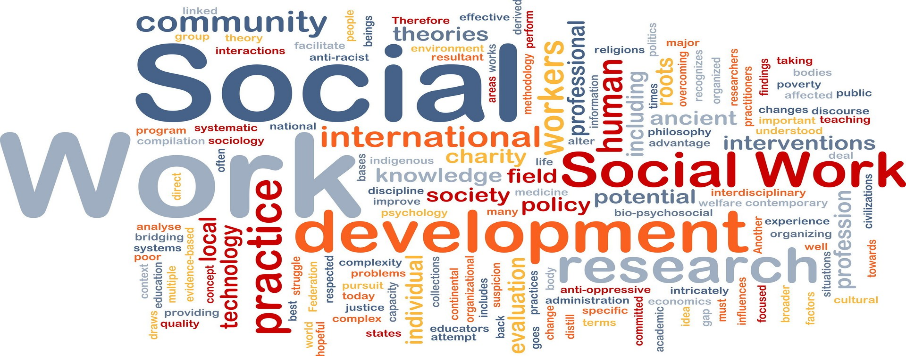 linked
community
group
theory
interactions
facilitate
anti-racist
people
beings
Therefore
effective
theories
environment
resultant
works
areas
derived
perform
methodology
Social
workers
professional
information
religions
human
including
politics
times
roots
major
overcoming
recognizes
organized
researchers
practitioners
findings
taking
bodies
poverty
affected
public
changes
discourse
important
teaching
understood
ancient
philosophy
advantage
interventions
deal
alter
program
systematic
national
compilation
sociology
international
charity
life
Work
often
direct
bases
indigenous
knowledge
field
Social Work
discipline
improve
society
medicine
policy
potential
interdisciplinary
welfare
contemporary
psychology
many
bio-psychosocial
civilizations
practice
development
Another
experience
organizing
well
profession
towards
analyse
bridging
systems
poor
evidence-based
local
concept
technology
context
education
multiple
draws
providing
quality
best
struggle
world
hopeful
Federation
respected
complexity
problems
pursuit
today
justice
complex
states
capacity
individual
collections
educators
attempt
continental
organizational
includes
suspicion
back
evaluation
goes
practices
change
body
distill
research
anti-oppressive
intricately
administration
specific
terms
committed
academic
economics
idea
gap
must
influences
focused
broader
factors
situations
cultural